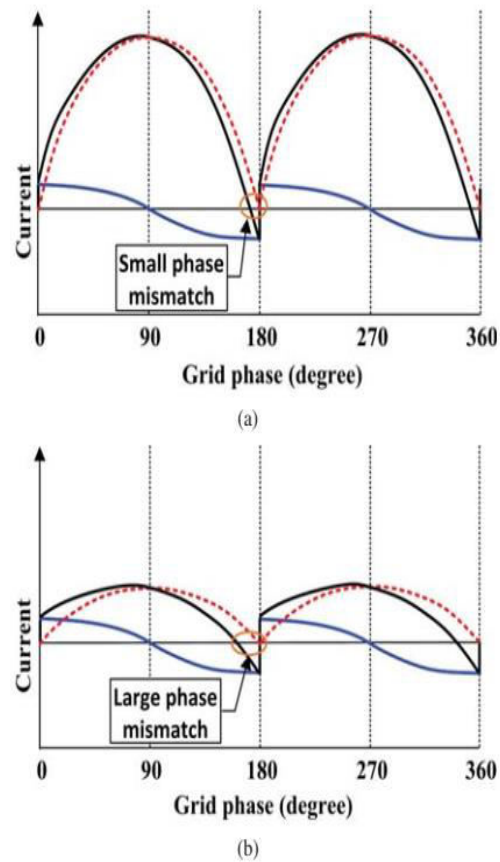 Current
Small phase
mismatch
0 90 180 270 360
Grid phase (degree)
(a)
Current
Large phase
mismatch
0 90 180 270 360
Grid phase (degree)
(b)